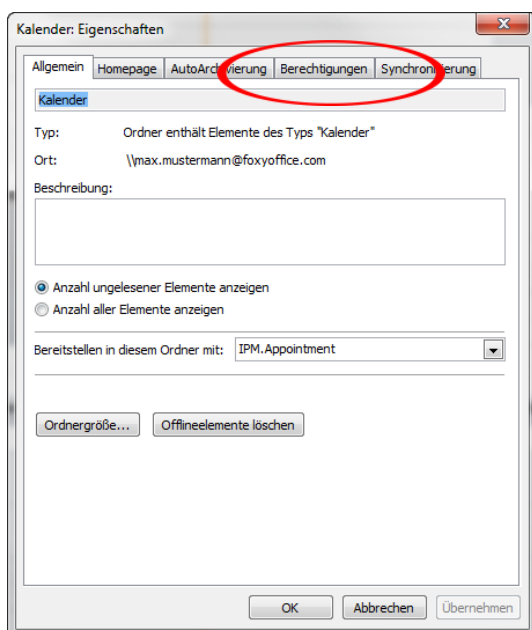 Kalender: Eigenschaften
Allgemein Homepage AutoArchivierung Berechtigungen Synchronisierung
Kalender
Typ: Ordner enthält Elemente des Typs "Kalender"
Ort: \\max.mustermann@foxyoffice.com
Beschreibung:
Anzahl ungelesener Elemente anzeigen
Anzahl aller Elemente anzeigen
Bereitstellen in diesem Ordner mit: IPM.Appointment
Ordnergröße... Offlineelemente löschen
OK Abbrechen Übernehmen